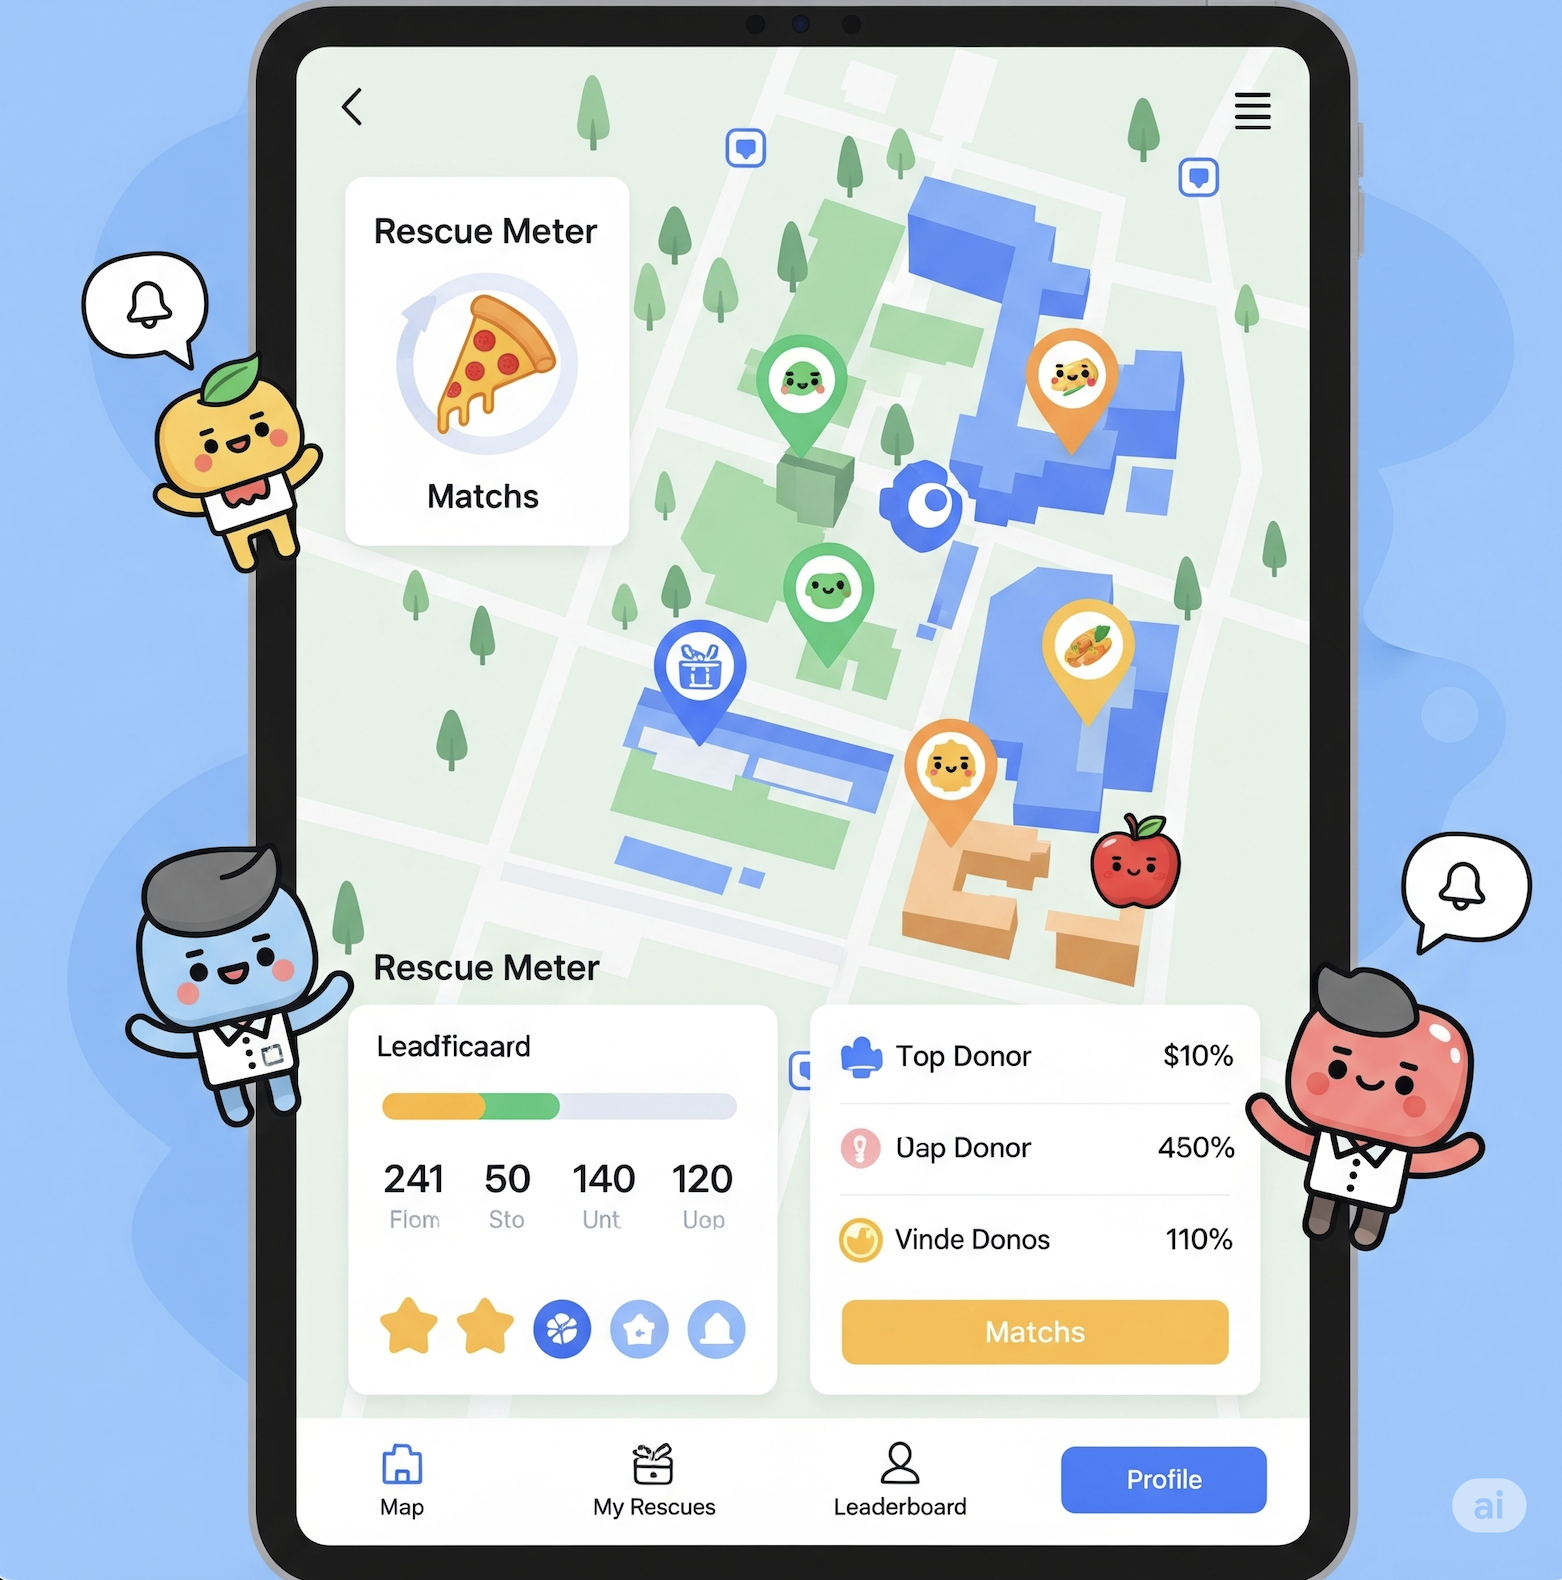 Rescue Meter
Matchs
Rescue Meter
Leadficaard
241 50 140 120
Flom Sto Unt Uop
Top Donor $10%
Uap Donor 450%
Vinde Donos 110%
Matchs
Map
My Rescues
Leaderboard
Profile
ai